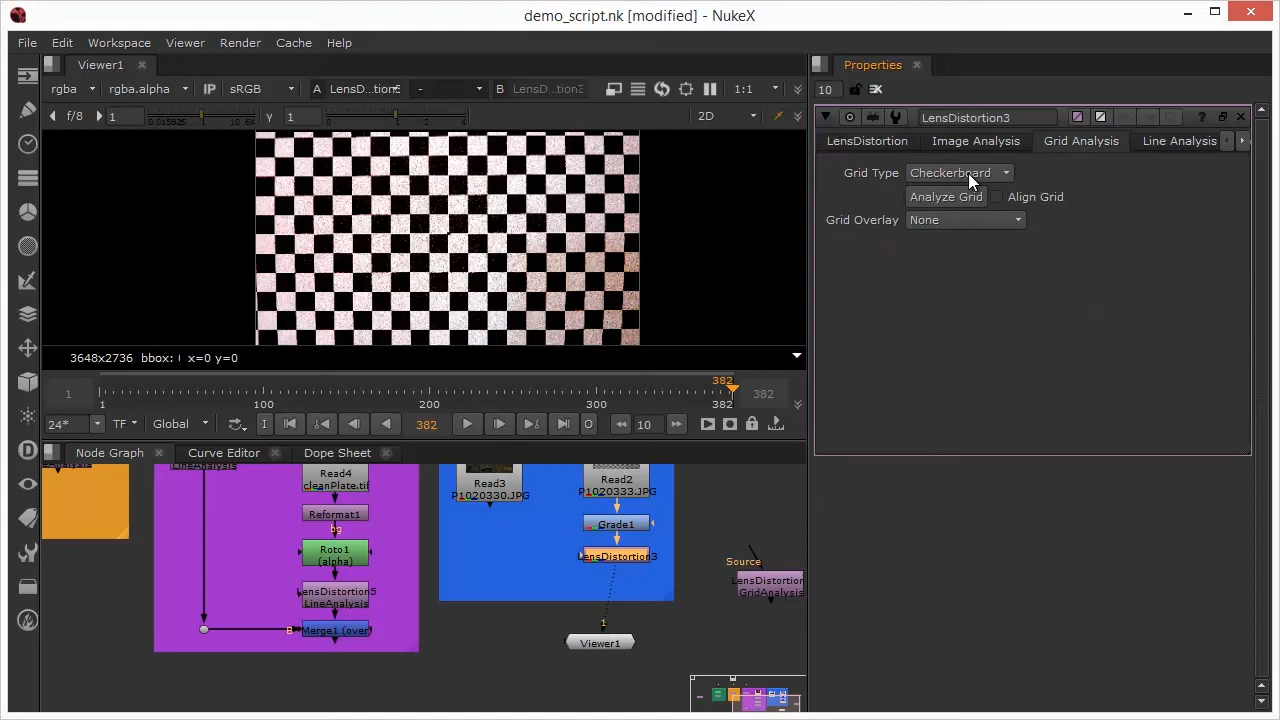 demo_script.nk [modified] - NukeX
File Edit Workspace Viewer Render Cache Help
Viewer1
Properties
rgba rgba.alpha IP sRGB A LensD...tion: - B LensD...tion: 1:1
10
f/8 1 Y 1 2D
LensDistortion3
LensDistortion Image Analysis Grid Analysis Line Analysis
Grid Type Checkerboard
Analyze Grid Align Grid
Grid Overlay None
3648x2736 bbox: ( x=0 y=0
382
1 382
1 100 200 300 382
24* TF Global I 382 O 10
Node Graph Curve Editor Dope Sheet
LineAnalysis
Read4
cleanPlate.tif
Read3
P1020330.JPG
Read2
P1020333.JPG
Reformat1
bg
Grade1
Roto1
(alpha)
LensDistortion3
Source
LensDistortion
GridAnalysis
LensDistortion5
LineAnalysis
B Merge1 (over)
1
Viewer1